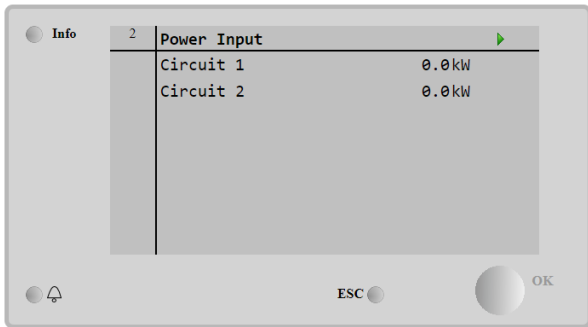 Info
2 Power Input
Circuit 1 0.0kW
Circuit 2 0.0kW
ESC
OK